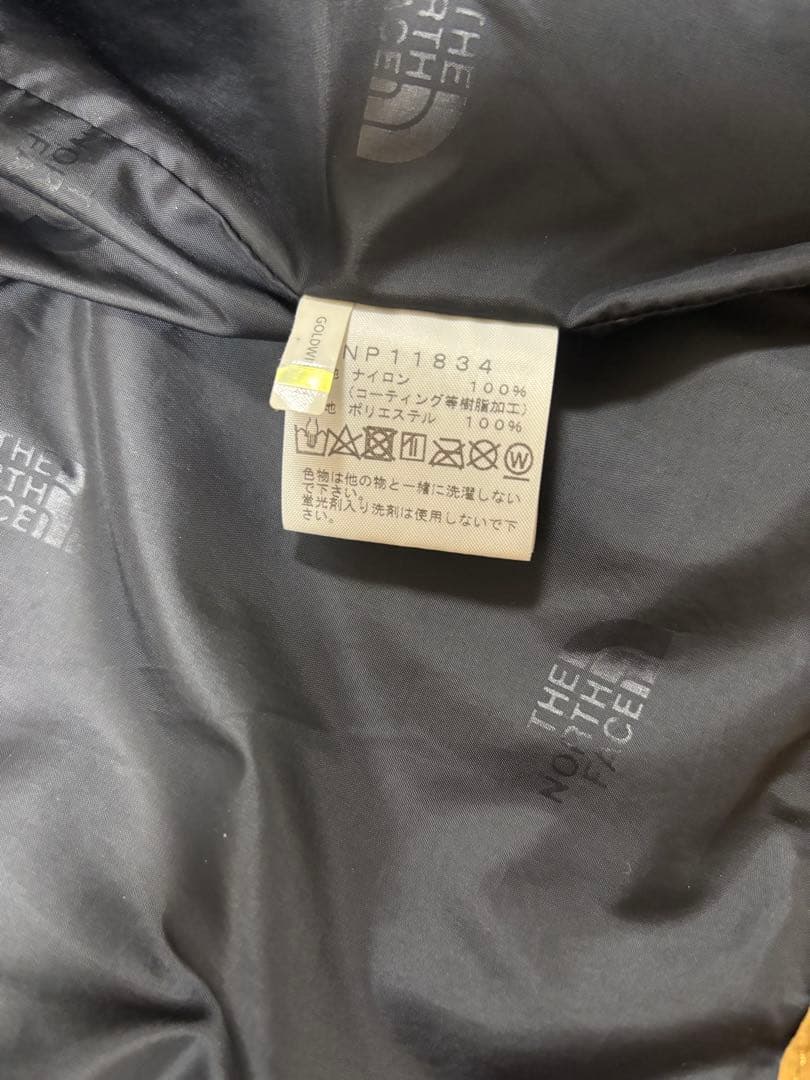 THE
NORTH
FACE
GOLDWI
NP11834
ナイロン 100%
(コーティング等樹脂加工)
地 ポリエステル 100%
W
色物は他の物と一緒に洗濯しない
で下さい。
蛍光剤入り洗剤は使用しないで下
さい。
THE
RTH
CE
THE
NORTH
FACE